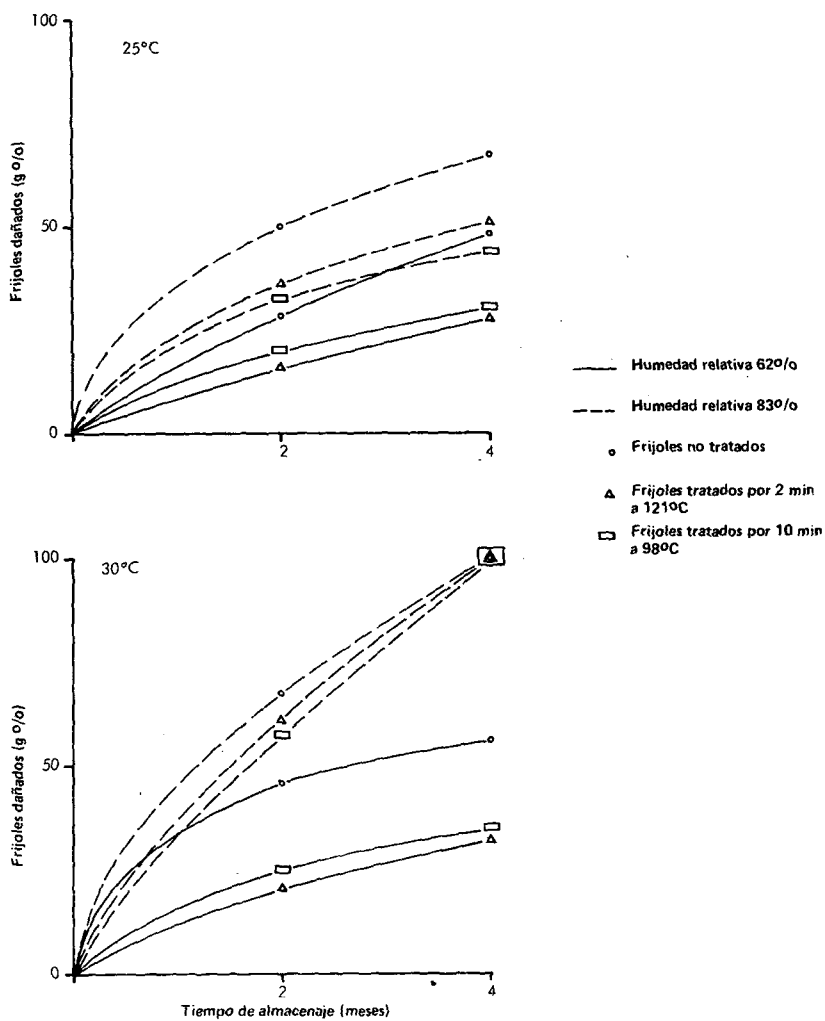 100
25°C
Frijoles dañados (g o/o)
50
0
2
4
Humedad relativa 62o/o
Humedad relativa 83o/o
Frijoles no tratados
Frijoles tratados por 2 min
a 121ºC
Frijoles tratados por 10 min
a 98ºC
100
30°C
Frijoles dañados (g o/o)
50
0
2
4
Tiempo de almacenaje (meses)